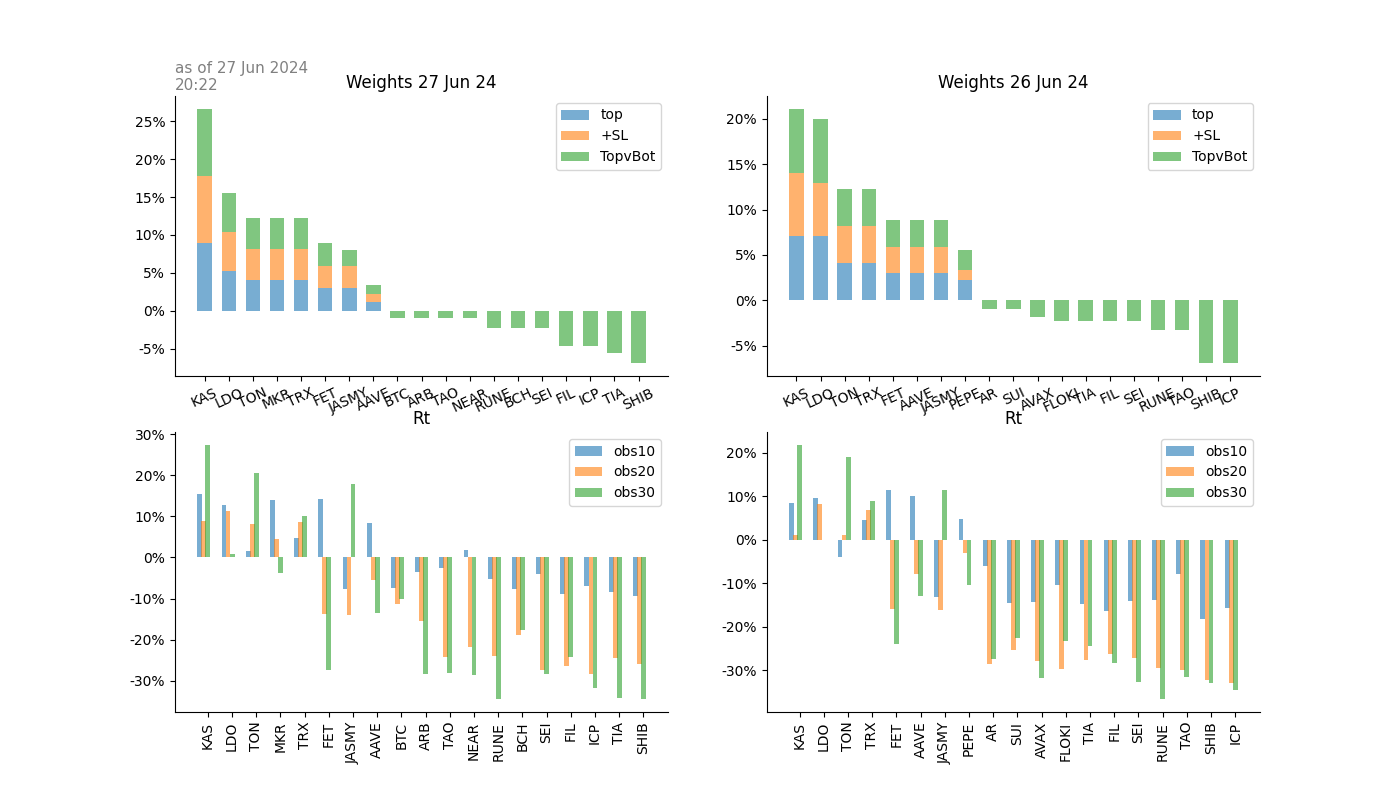 as of 27 Jun 2024
20:22
Weights 27 Jun 24
25%
20%
15%
10%
5%
0%
-5%
top
+SL
TopvBot
KAS LDO TON MKR TRX FET JASMY AAVE BTC ARB TAO NEAR RUNE BCH SEI FIL ICP TIA SHIB
Weights 26 Jun 24
20%
15%
10%
5%
0%
-5%
top
+SL
TopvBot
KAS LDO TON TRX FET AAVE JASMY PEPE AR SUI AVAX FLOKI TIA FIL SEI RUNE TAO SHIB ICP
Rt
30%
20%
10%
0%
-10%
-20%
-30%
obs10
obs20
obs30
KAS LDO TON MKR TRX FET JASMY AAVE BTC ARB TAO NEAR RUNE BCH SEI FIL ICP TIA SHIB
Rt
20%
10%
0%
-10%
-20%
-30%
obs10
obs20
obs30
KAS LDO TON TRX FET AAVE JASMY PEPE AR SUI AVAX FLOKI TIA FIL SEI RUNE TAO SHIB ICP